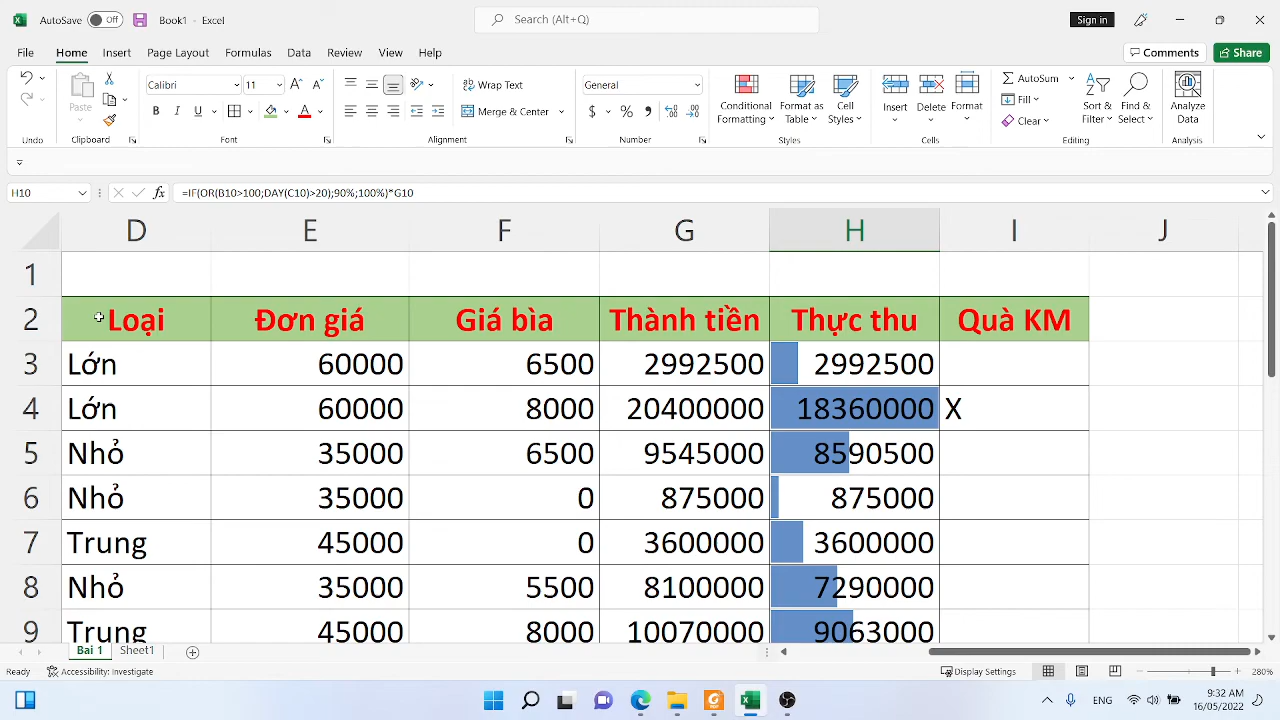 AutoSave Off Book1 - Excel Search (Alt+Q) Sign in
File Home Insert Page Layout Formulas Data Review View Help Comments Share
Paste Calibri 11 Wrap Text General Conditional Formatting Format as Table Cell Styles Insert Delete Format AutoSum Sort & Filter Find & Select Analyze Data
B I U Merge & Center $ % Fill
Clear
Undo Clipboard Font Alignment Number Styles Cells Editing Analysis
H10 fx =IF(OR(B10>100;DAY(C10)>20);90%;100%)*G10
D E F G H I J
1
2 Loại Đơn giá Giá bìa Thành tiền Thực thu Quà KM
3 Lớn 60000 6500 2992500 2992500
4 Lớn 60000 8000 20400000 18360000 X
5 Nhỏ 35000 6500 9545000 8590500
6 Nhỏ 35000 0 875000 875000
7 Trung 45000 0 3600000 3600000
8 Nhỏ 35000 5500 8100000 7290000
9 Trung 45000 8000 10070000 9063000
Bai 1 Sheet1
Ready Accessibility: Investigate Display Settings 280%
ENG 9:32 AM
16/05/2022